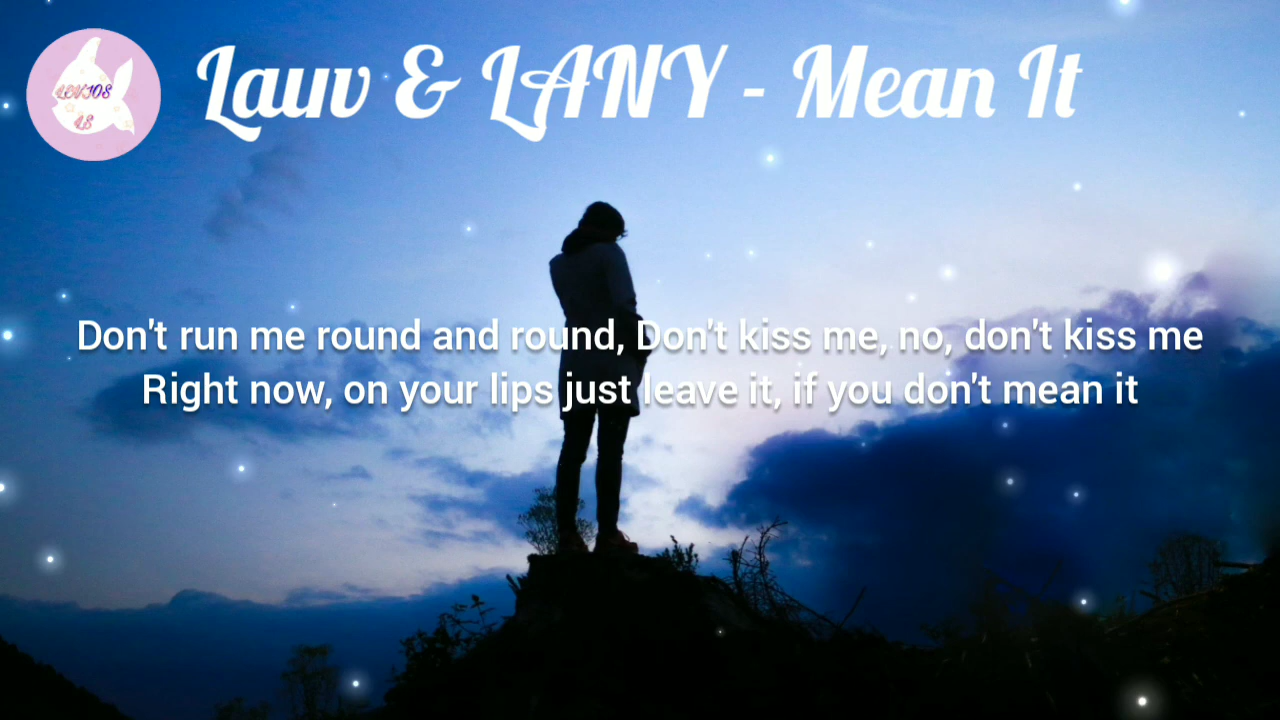 Lauv & LANY - Mean It
Don't run me round and round, Don't kiss me, no, don't kiss me
Right now, on your lips just leave it, if you don't mean it